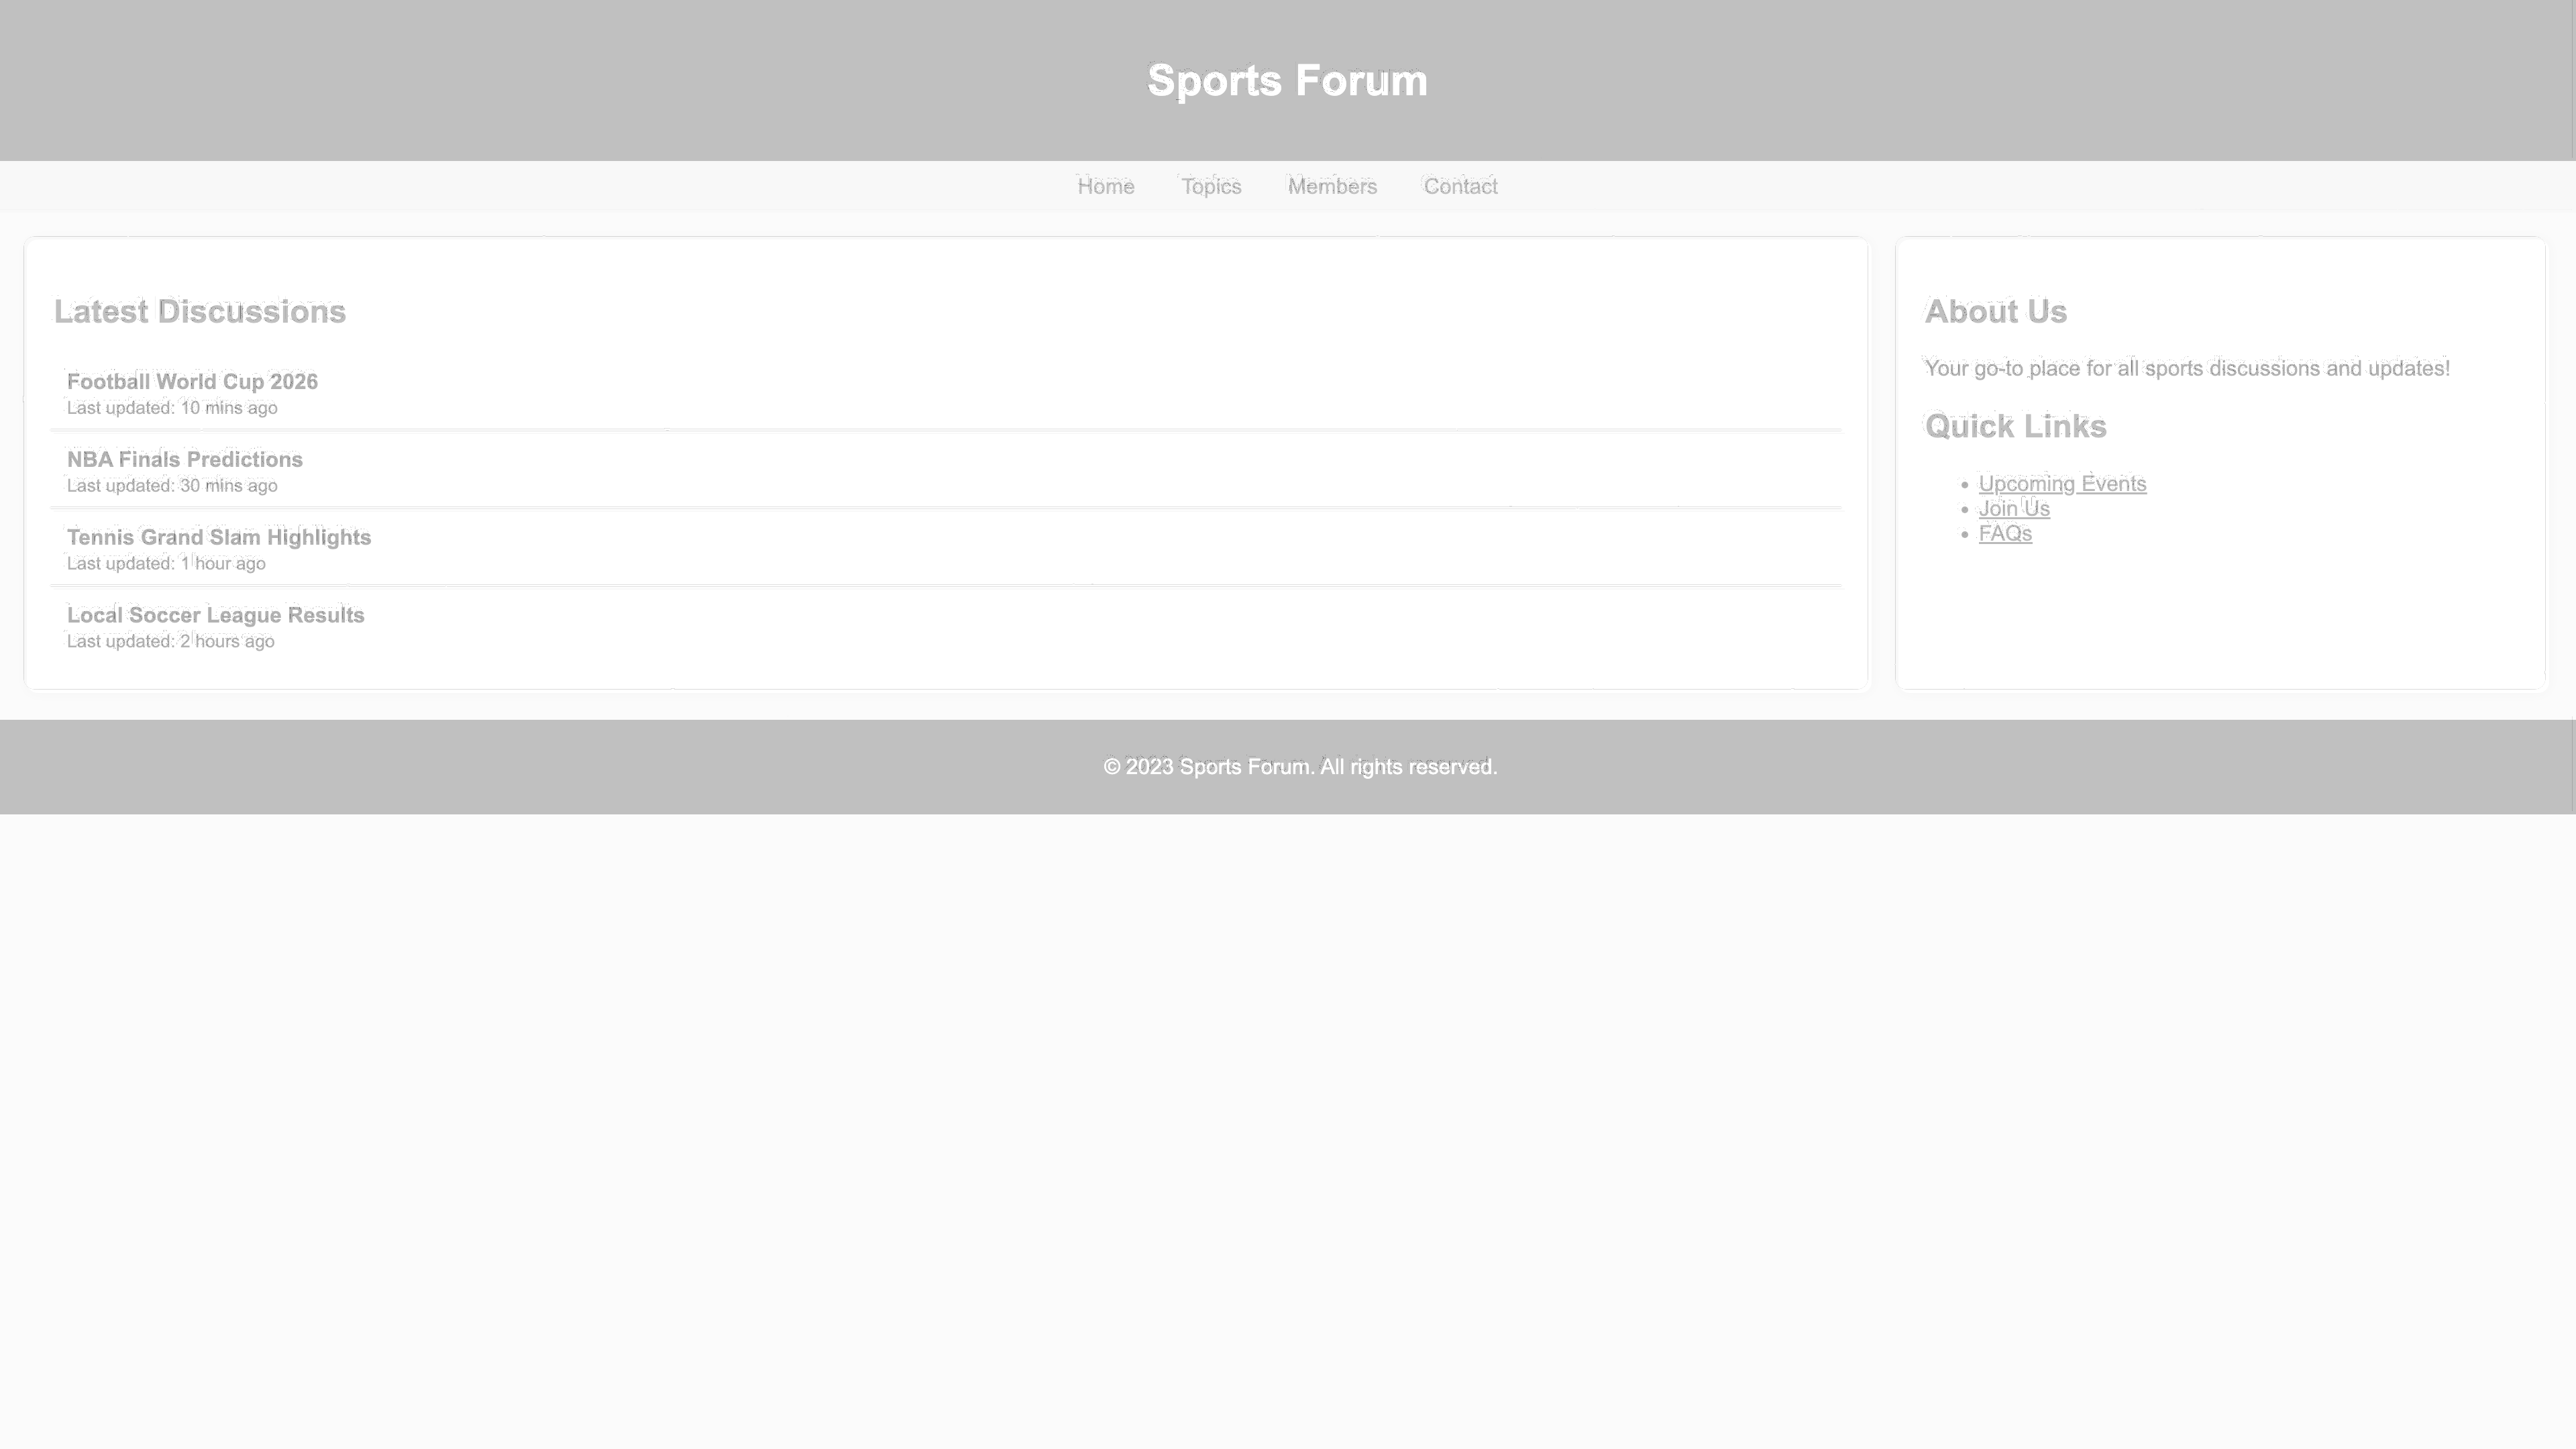 Sports Forum
Home Topics Members Contact
Latest Discussions
Football World Cup 2026
Last updated: 10 mins ago
NBA Finals Predictions
Last updated: 30 mins ago
Tennis Grand Slam Highlights
Last updated: 1 hour ago
Local Soccer League Results
Last updated: 2 hours ago
About Us
Your go-to place for all sports discussions and updates!
Quick Links
Upcoming Events
Join Us
FAQs
© 2023 Sports Forum. All rights reserved.